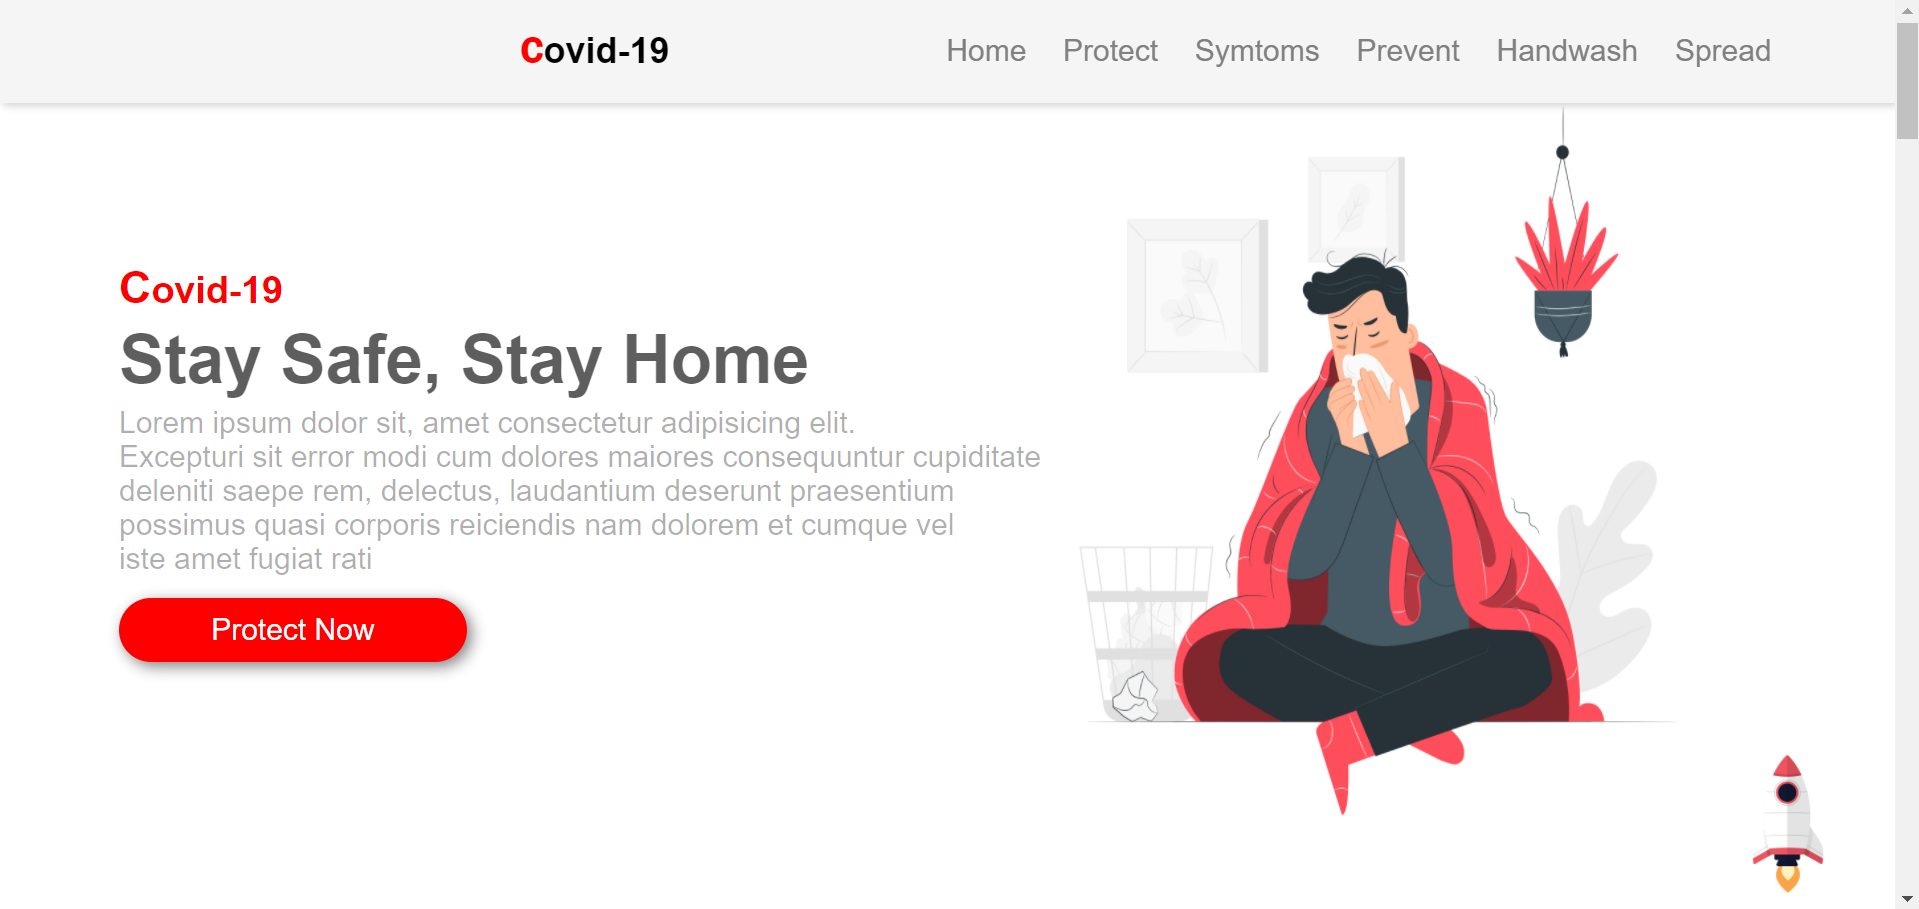 Covid-19
Home Protect Symtoms Prevent Handwash Spread
Covid-19
Stay Safe, Stay Home
Lorem ipsum dolor sit, amet consectetur adipisicing elit.
Excepturi sit error modi cum dolores maiores consequuntur cupiditate
deleniti saepe rem, delectus, laudantium deserunt praesentium
possimus quasi corporis reiciendis nam dolorem et cumque vel
iste amet fugiat rati
Protect Now